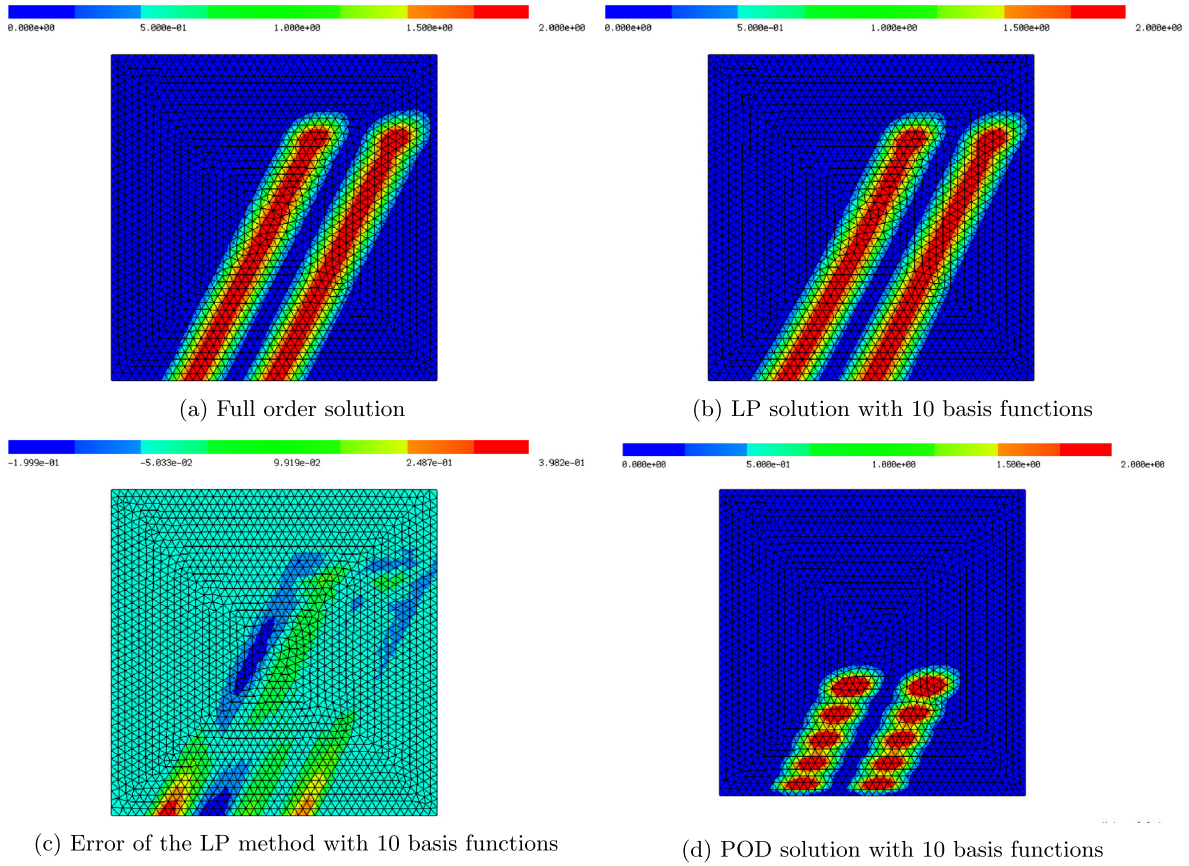 0.000e+00 5.000e-01 1.000e+00 1.500e+00 2.000e+00
0.000e+00 5.000e-01 1.000e+00 1.500e+00 2.000e+00
(a) Full order solution
(b) LP solution with 10 basis functions
-1.999e-01 -5.033e-02 9.919e-02 2.487e-01 3.982e-01
0.000e+00 5.000e-01 1.000e+00 1.500e+00 2.000e+00
(c) Error of the LP method with 10 basis functions
(d) POD solution with 10 basis functions